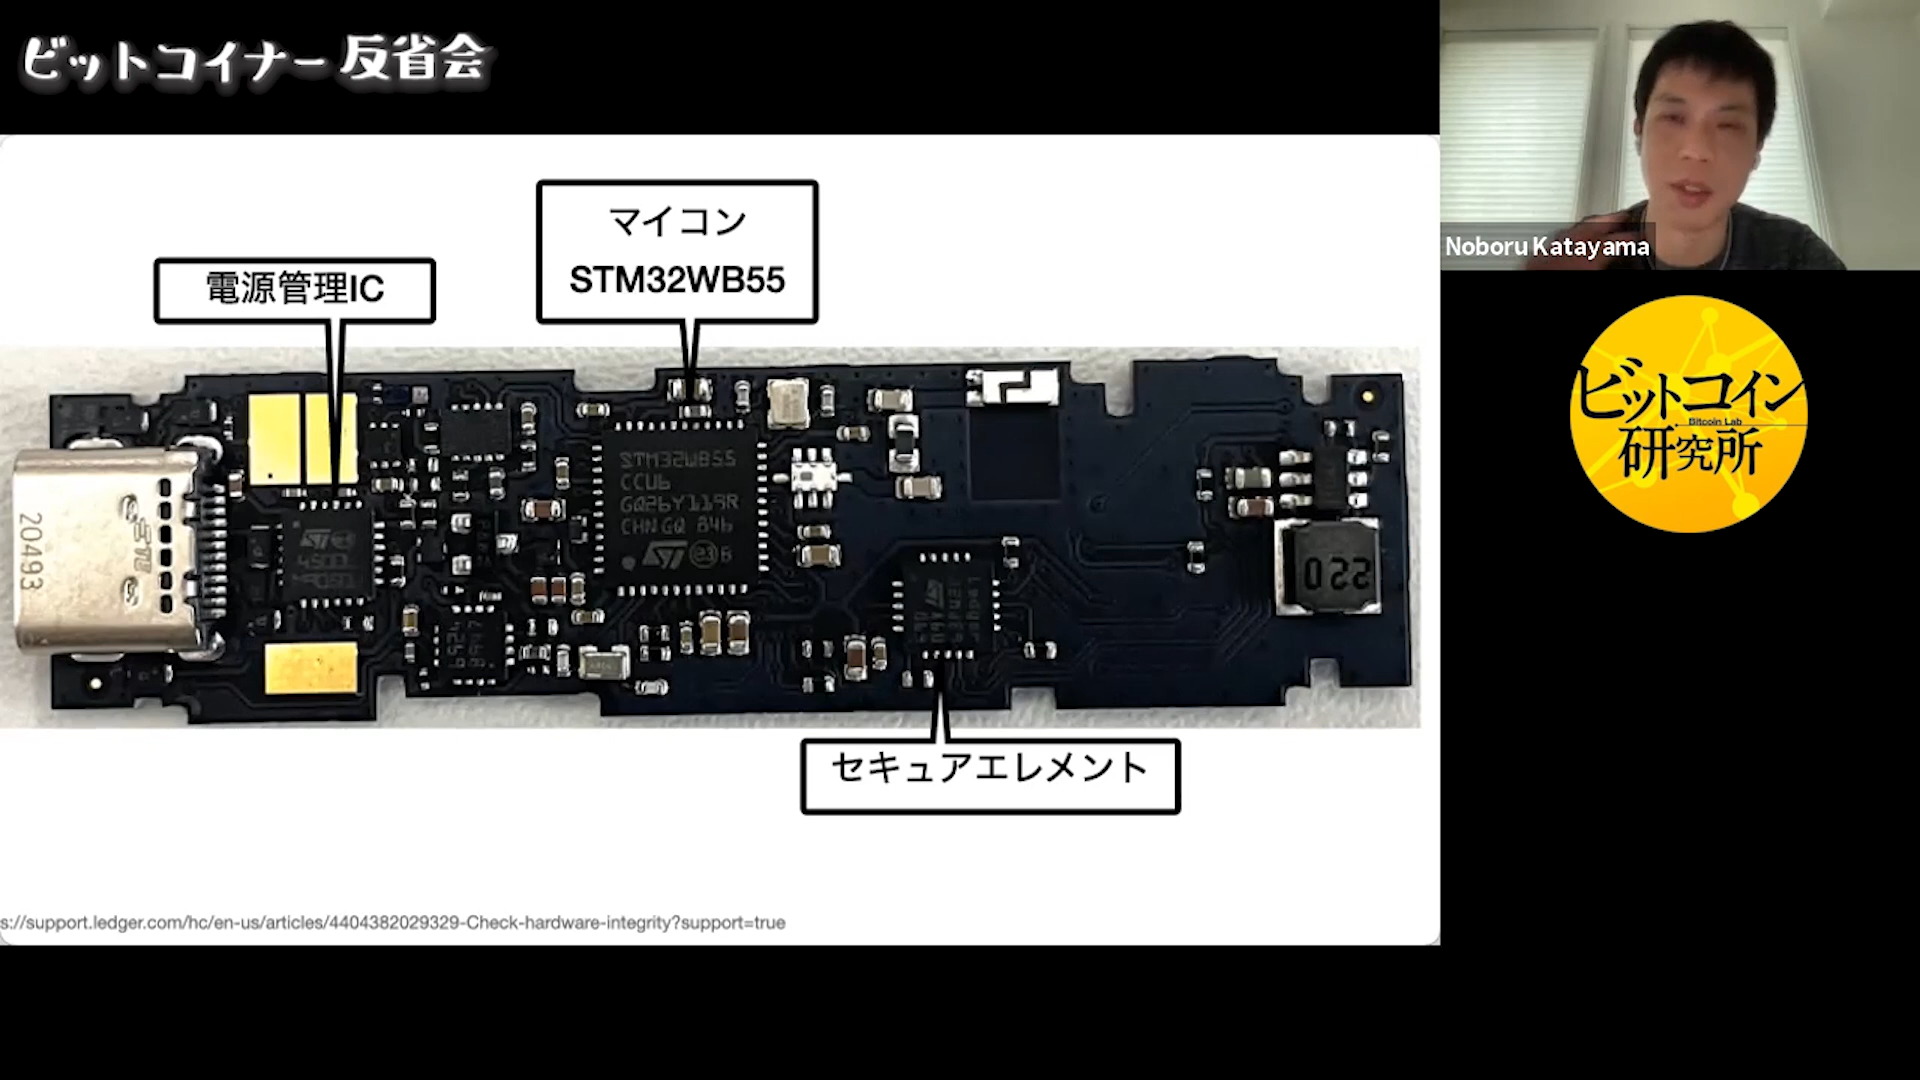 ビットコイナー反省会
マイコン
STM32WB55
電源管理IC
Noboru Katayama
ビットコイン
Bitcoin Lab
研究所
STM32WB55
CCU6
GQ26Y119R
CHN GQ 846
20493
220
セキュアエレメント
s://support.ledger.com/hc/en-us/articles/4404382029329-Check-hardware-integrity?support=true